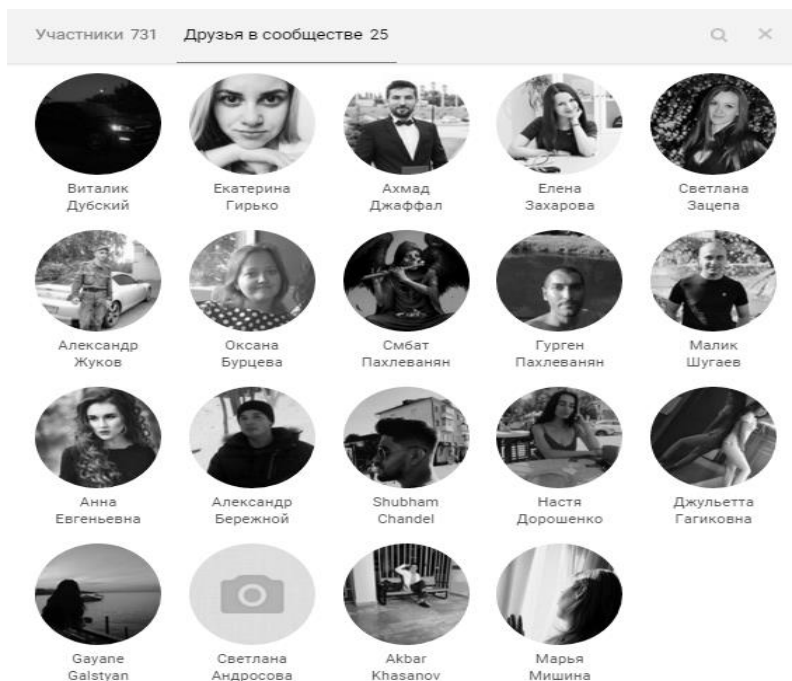 Участники 731 Друзья в сообществе 25
Виталик Екатерина Ахмад Елена Светлана
Дубский Гирько Джаффал Захарова Зацепа
Александр Оксана Смбат Гурген Малик
Жуков Бурцева Пахлеванян Пахлеванян Шугаев
Анна Александр Shubham Настя Джульетта
Евгеньевна Бережной Chandel Дорошенко Гагиковна
Gayane Светлана Akbar Марья
Galstyan Андросова Khasanov Мишина